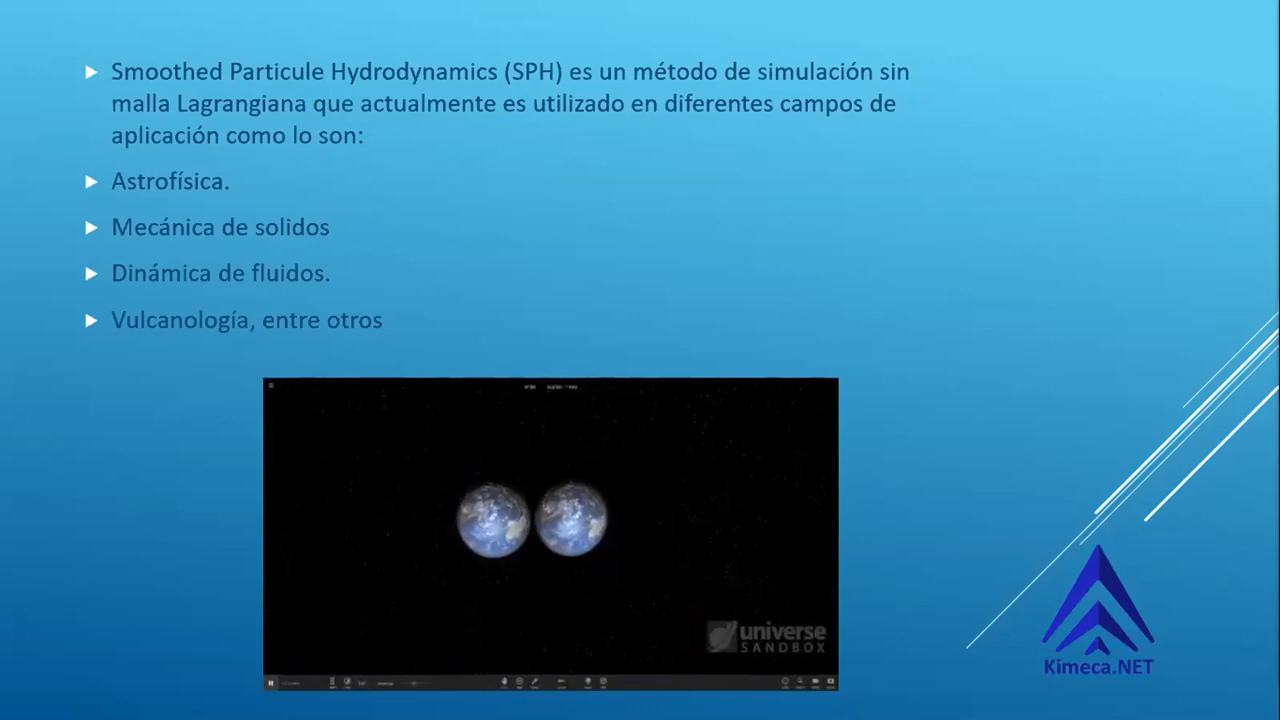 Smoothed Particule Hydrodynamics (SPH) es un método de simulación sin
malla Lagrangiana que actualmente es utilizado en diferentes campos de
aplicación como lo son:
Astrofísica.
Mecánica de solidos
Dinámica de fluidos.
Vulcanología, entre otros
universe
SANDBOX
Kimeca.NET